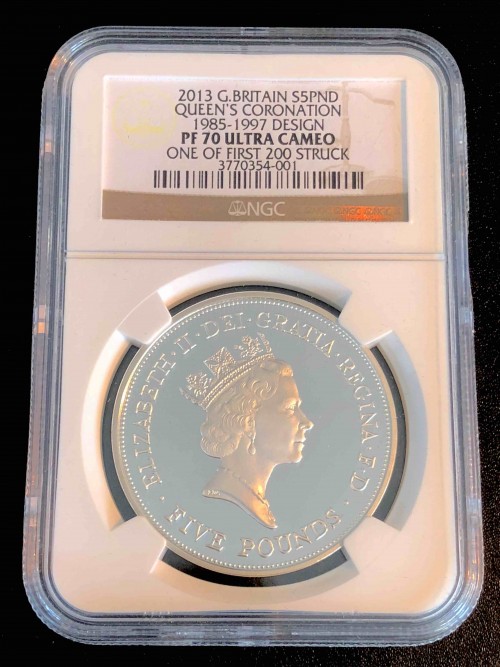 2013 G.BRITAIN S5PND
QUEEN'S CORONATION
1985-1997 DESIGN
PF 70 ULTRA CAMEO
ONE OF FIRST 200 STRUCK
3770354-001
NGC
ELIZABETH · II · DEI · GRATIA · REGINA · F · D ·
FIVE POUNDS